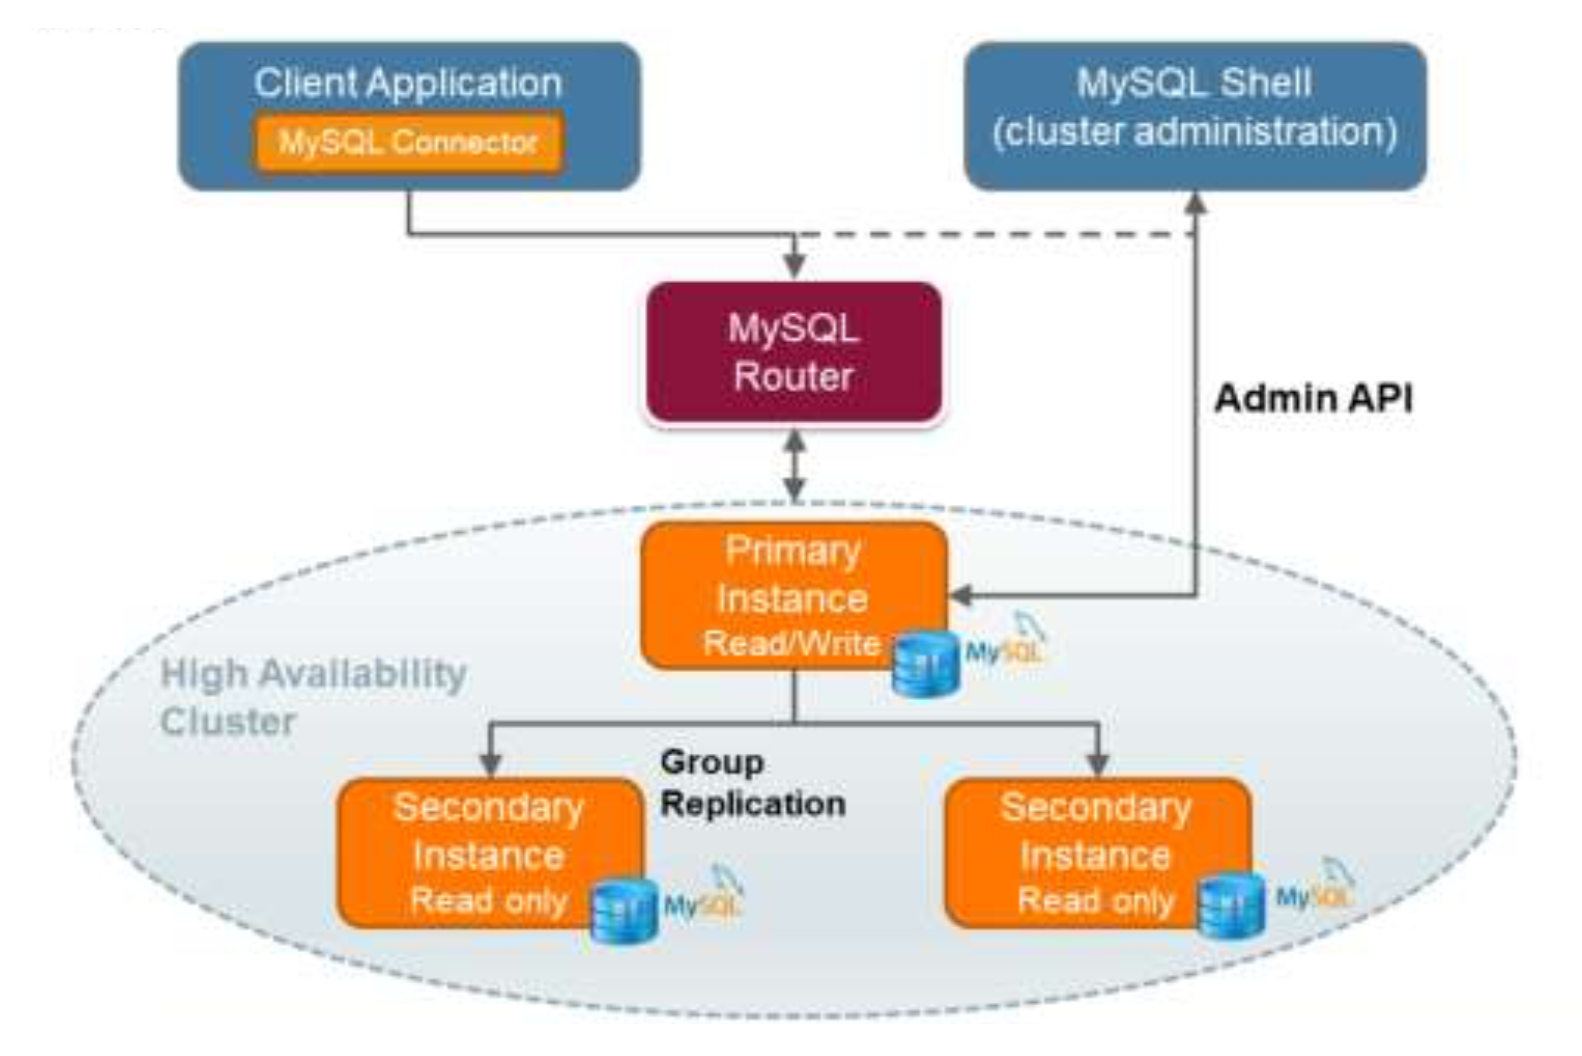 Client Application
MySQL Connector
MySQL Shell
(cluster administration)
MySQL
Router
Admin API
Primary
Instance
Read/Write
MySQL
High Availability
Cluster
Group
Replication
Secondary
Instance
Read only
MySQL
Secondary
Instance
Read only
MySQL